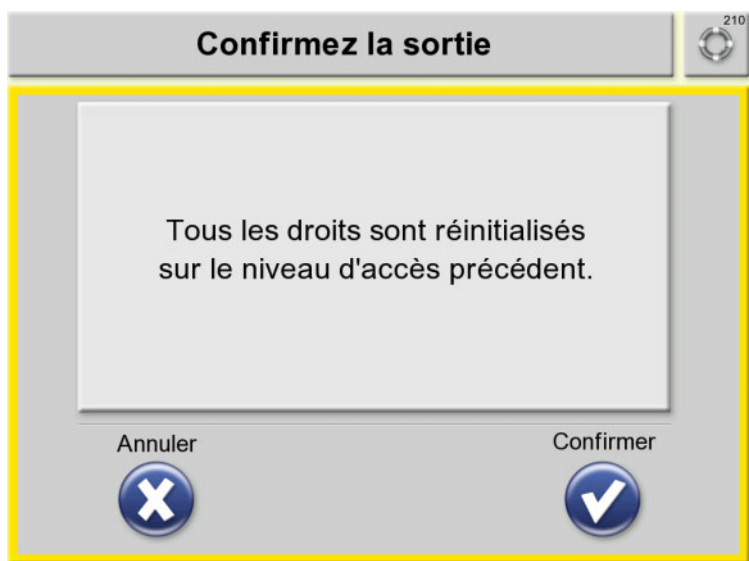 Confirmez la sortie
210
Tous les droits sont réinitialisés
sur le niveau d'accès précédent.
Annuler
Confirmer